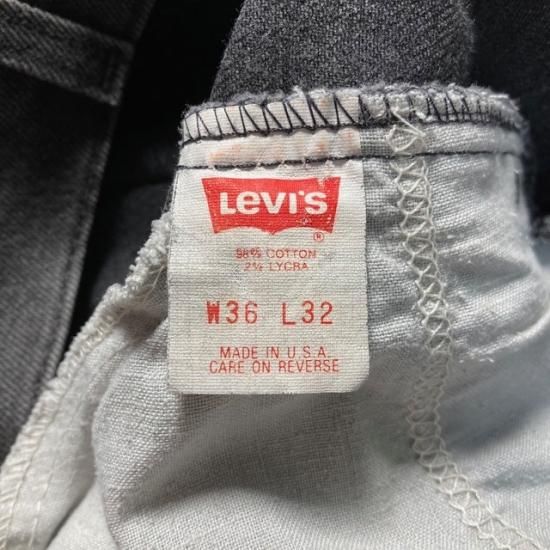 LEVI'S
®
98% COTTON
2% LYCRA
W36 L32
MADE IN U.S.A.
CARE ON REVERSE